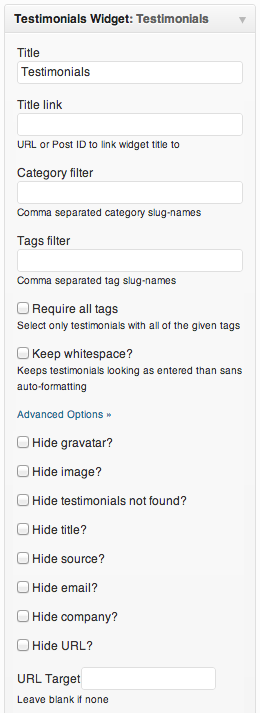 Testimonials Widget: Testimonials
Title
Testimonials
Title link
URL or Post ID to link widget title to
Category filter
Comma separated category slug-names
Tags filter
Comma separated tag slug-names
Require all tags
Select only testimonials with all of the given tags
Keep whitespace?
Keeps testimonials looking as entered than sans
auto-formatting
Advanced Options »
Hide gravatar?
Hide image?
Hide testimonials not found?
Hide title?
Hide source?
Hide email?
Hide company?
Hide URL?
URL Target
Leave blank if none